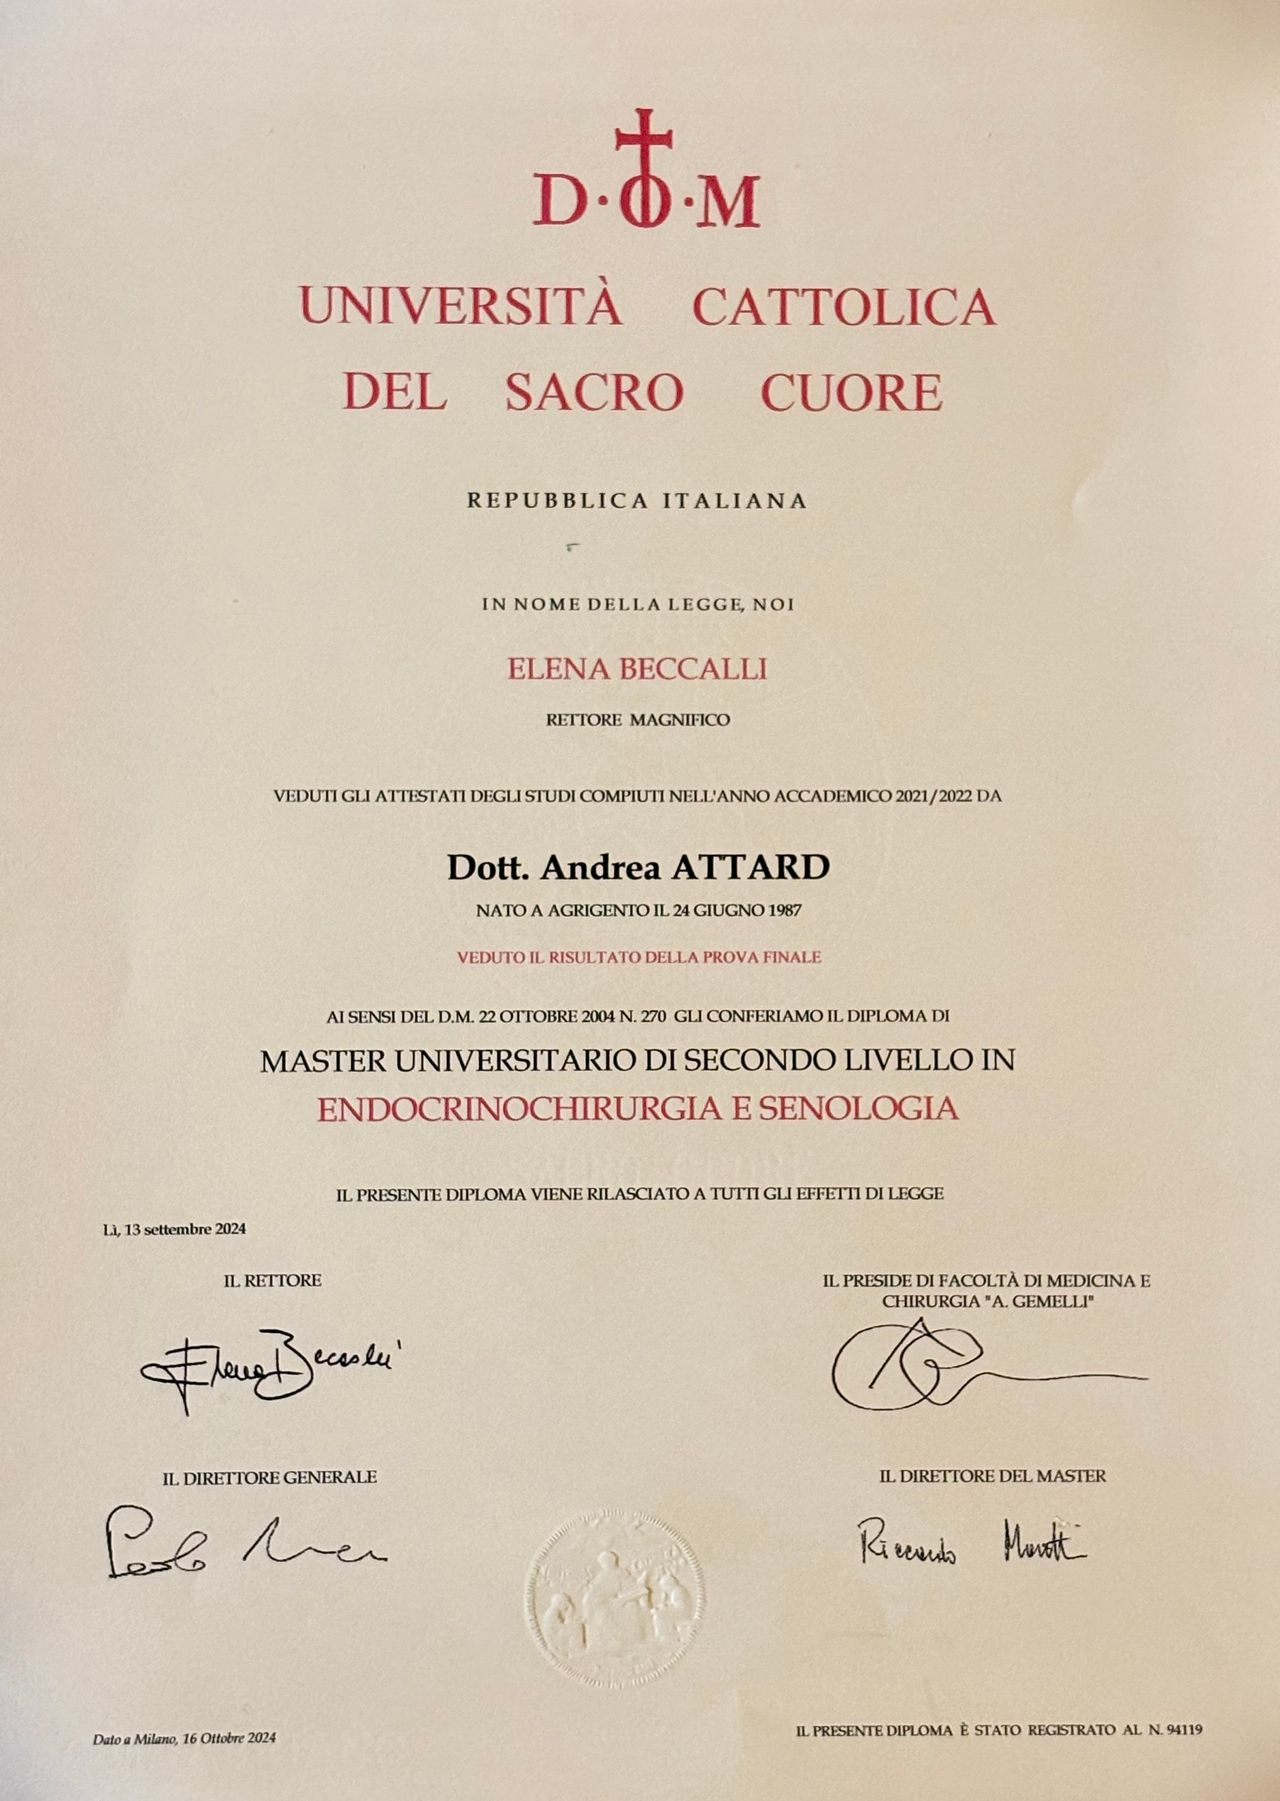 D·O·M
UNIVERSITÀ CATTOLICA
DEL SACRO CUORE
REPUBBLICA ITALIANA
IN NOME DELLA LEGGE, NOI
ELENA BECCALLI
RETTORE MAGNIFICO
VEDUTI GLI ATTESTATI DEGLI STUDI COMPIUTI NELL'ANNO ACCADEMICO 2021/2022 DA
Dott. Andrea ATTARD
NATO A AGRIGENTO IL 24 GIUGNO 1987
VEDUTO IL RISULTATO DELLA PROVA FINALE
AI SENSI DEL D.M. 22 OTTOBRE 2004 N. 270 GLI CONFERIAMO IL DIPLOMA DI
MASTER UNIVERSITARIO DI SECONDO LIVELLO IN
ENDOCRINOCHIRURGIA E SENOLOGIA
IL PRESENTE DIPLOMA VIENE RILASCIATO A TUTTI GLI EFFETTI DI LEGGE
Lì, 13 settembre 2024
IL RETTORE
IL PRESIDE DI FACOLTÀ DI MEDICINA E
CHIRURGIA "A. GEMELLI"
Elena Beccalli
IL DIRETTORE GENERALE
IL DIRETTORE DEL MASTER
Paolo
Riccardo
Dato a Milano, 16 Ottobre 2024
IL PRESENTE DIPLOMA È STATO REGISTRATO AL N. 94119